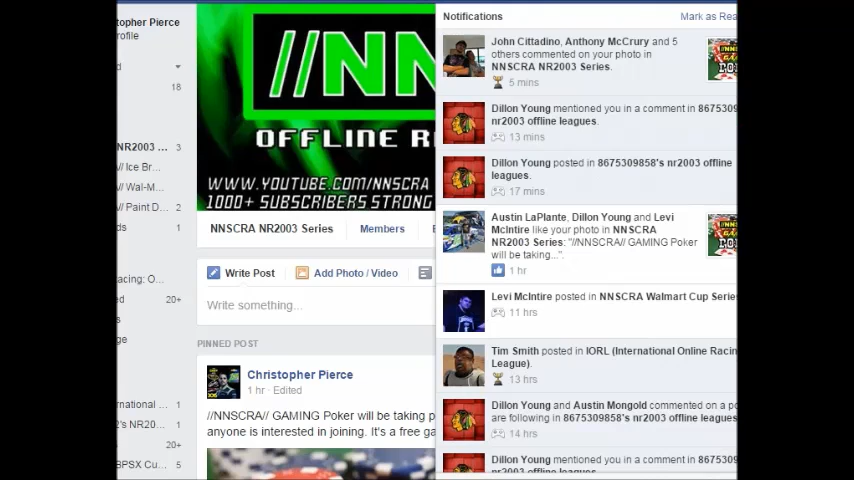 topher Pierce
rofile
d
18
NR2003 ... 3
// Ice Br...
// Wal-M...
// Paint D... 2
ds 1
acing: O...
ed 20+
s
ge
rnational ... 1
2's NR20... 1
20+
BPSX Cu... 5
//NN
OFFLINE R
WWW.YOUTUBE.COM/NNSCRA
1000+ SUBSCRIBERS STRONG
NNSCRA NR2003 Series Members
Write Post Add Photo / Video
Write something...
PINNED POST
Christopher Pierce
1 hr · Edited
//NNSCRA// GAMING Poker will be taking p
anyone is interested in joining. It's a free ga
Notifications Mark as Rea
John Cittadino, Anthony McCrury and 5
others commented on your photo in
NNSCRA NR2003 Series.
5 mins
Dillon Young mentioned you in a comment in 8675309
nr2003 offline leagues.
13 mins
Dillon Young posted in 8675309858's nr2003 offline
leagues.
17 mins
Austin LaPlante, Dillon Young and Levi
McIntire like your photo in NNSCRA
NR2003 Series: "//NNSCRA// GAMING Poker
will be taking...".
1 hr
Levi McIntire posted in NNSCRA Walmart Cup Serie
11 hrs
Tim Smith posted in IORL (International Online Racin
League).
13 hrs
Dillon Young and Austin Mongold commented on a po
are following in 8675309858's nr2003 offline leagues
14 hrs
Dillon Young mentioned you in a comment in 867530
nr2003 offline leagues